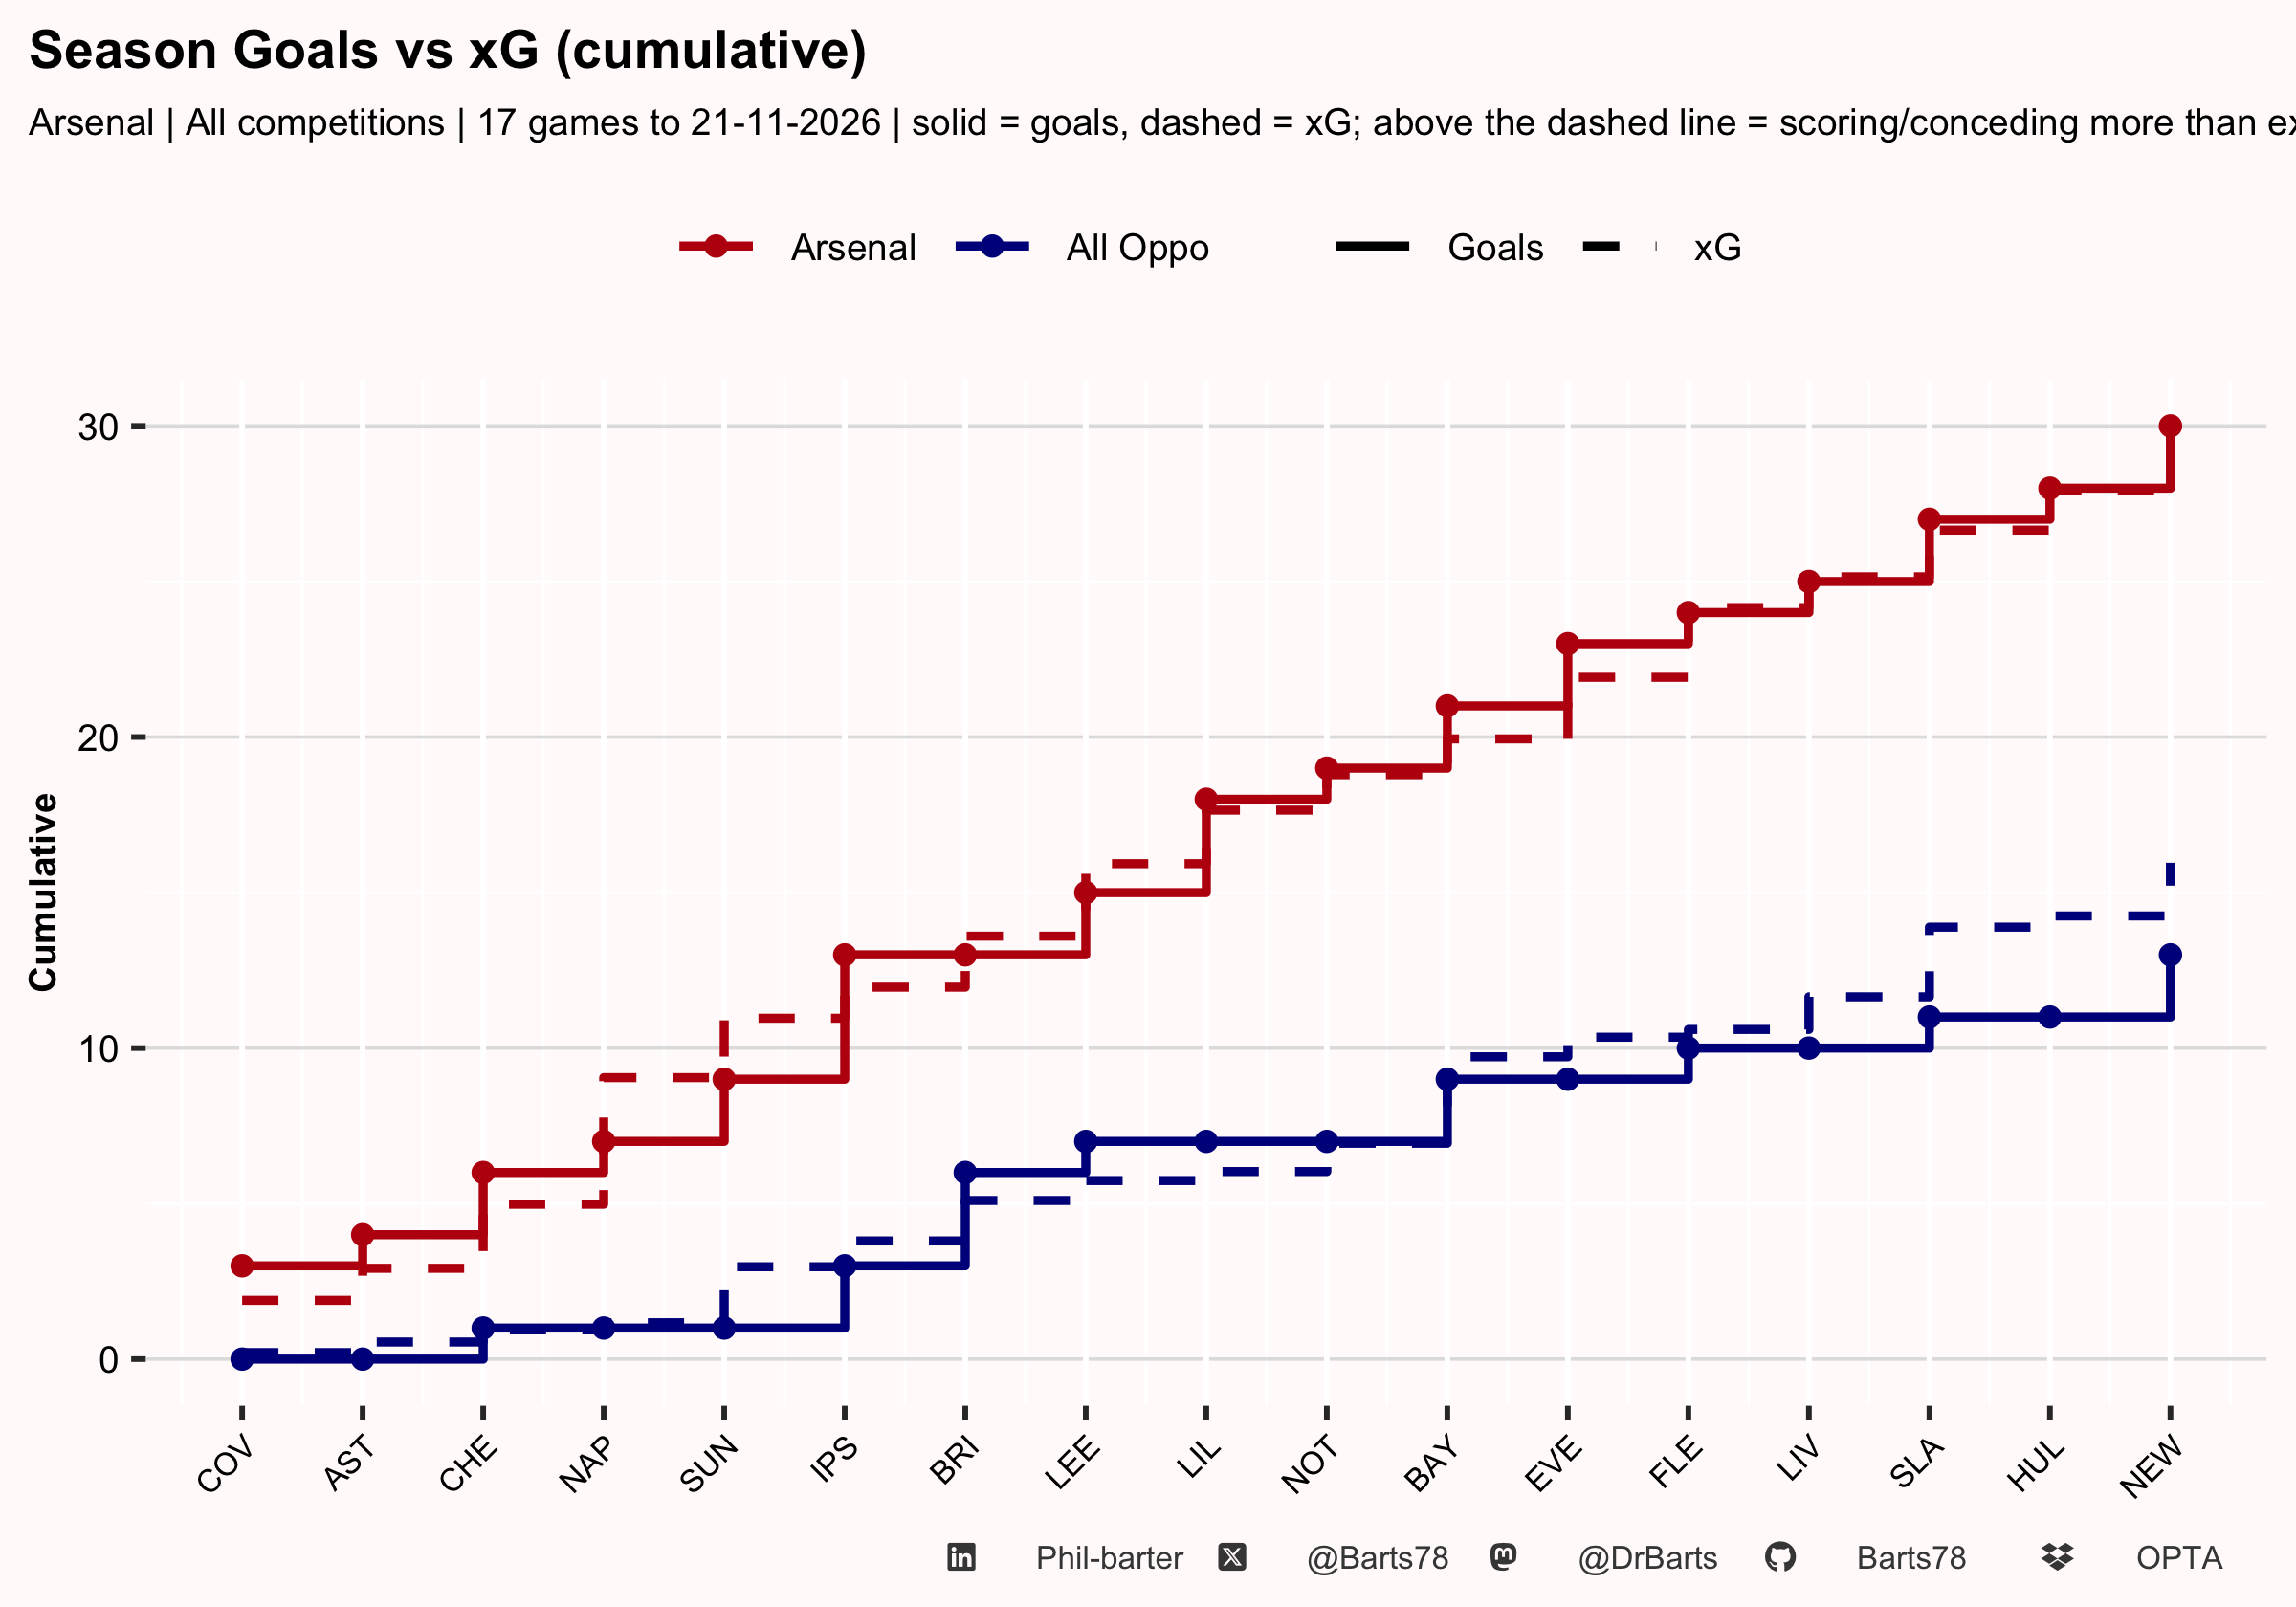 Season Goals vs xG (cumulative)
Arsenal | All competitions | 17 games to 21-11-2026 | solid = goals, dashed = xG; above the dashed line = scoring/conceding more than ex
Arsenal All Oppo Goals xG
Cumulative
30
20
10
0
COV AST CHE NAP SUN IPS BRI LEE LIL NOT BAY EVE FLE LIV SLA HUL NEW
Phil-barter @Barts78 @DrBarts Barts78 OPTA